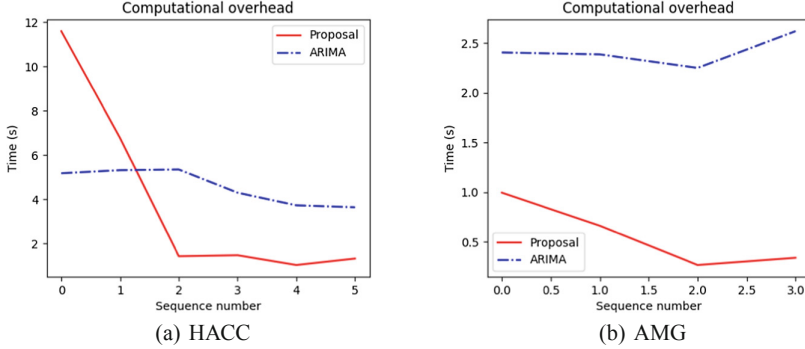 Computational overhead
12
10
8
6
4
2
Time (s)
Proposal
ARIMA
0 1 2 3 4 5
Sequence number
(a) HACC
Computational overhead
2.5
2.0
1.5
1.0
0.5
Time (s)
Proposal
ARIMA
0.0 0.5 1.0 1.5 2.0 2.5 3.0
Sequence number
(b) AMG